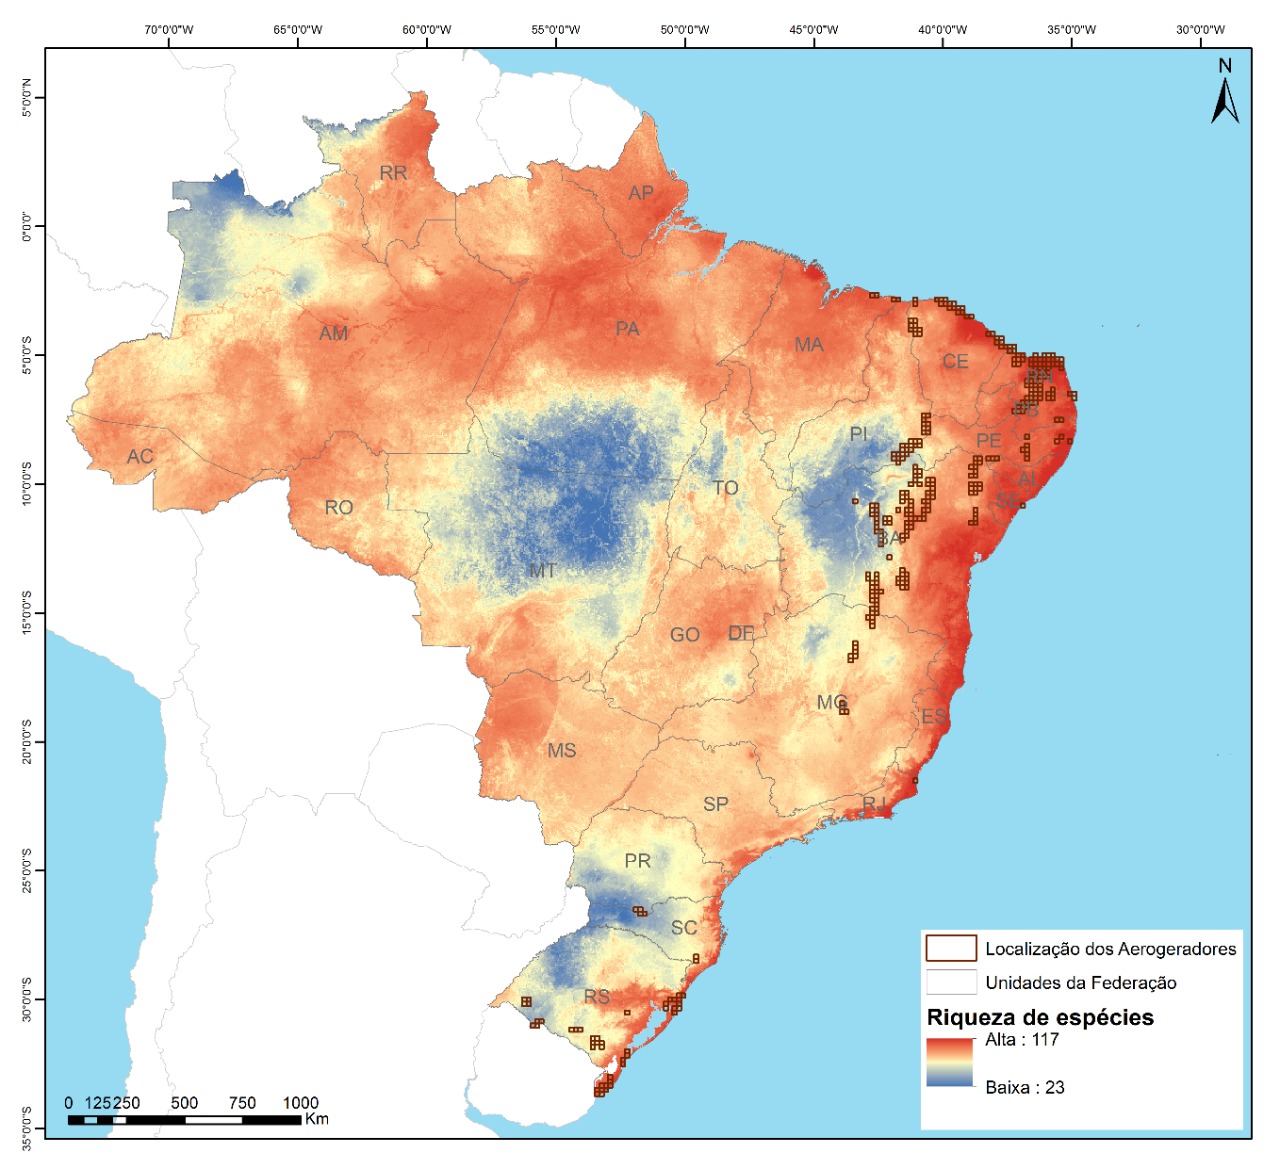 70°0'0"W 65°0'0"W 60°0'0"W 55°0'0"W 50°0'0"W 45°0'0"W 40°0'0"W 35°0'0"W 30°0'0"W
N
5°0'0"N
RR
AP
0°0'0"
AM
PA
MA
CE
5°0'0"S
RN
PB
PI
PE
AC
AL
TO
SE
10°0'0"S
RO
BA
MT
15°0'0"S
GO
DF
MG
ES
20°0'0"S
MS
SP
RJ
PR
25°0'0"S
SC
Localização dos Aerogeradores
Unidades da Federação
30°0'0"S
RS
Riqueza de espécies
Alta : 117
Baixa : 23
0 125 250 500 750 1000
Km
35°0'0"S